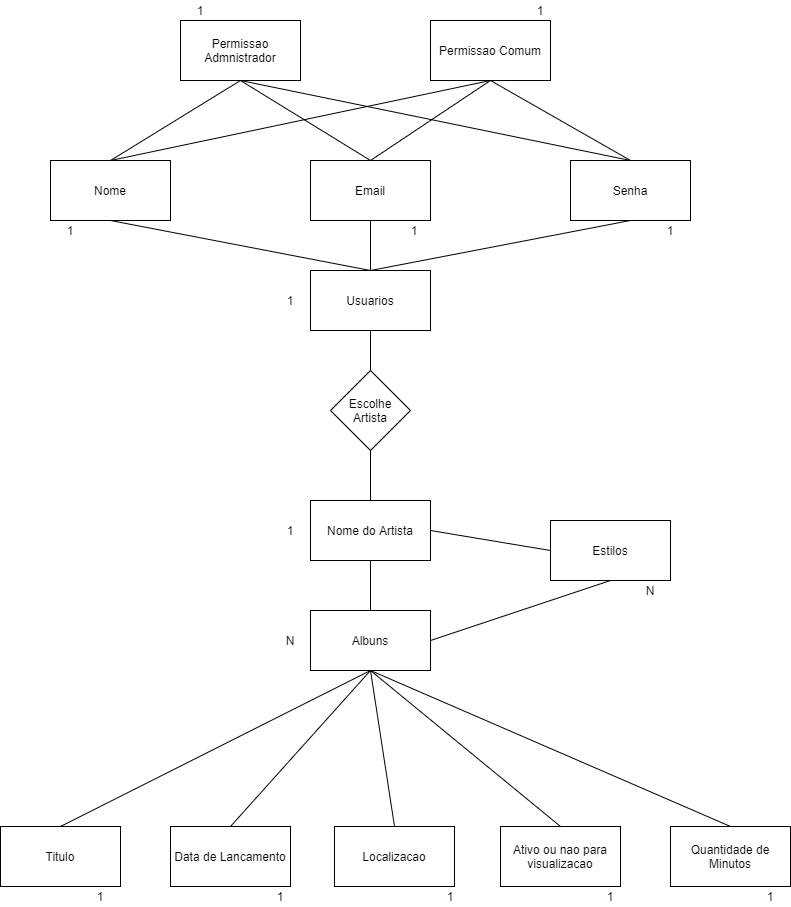 1
1
Permissao
Admnistrador
Permissao Comum
Nome
Email
Senha
1
1
1
1
Usuarios
Escolhe
Artista
1
Nome do Artista
Estilos
N
N
Albuns
Titulo
Data de Lancamento
Localizacao
Ativo ou nao para
visualizacao
Quantidade de
Minutos
1
1
1
1
1